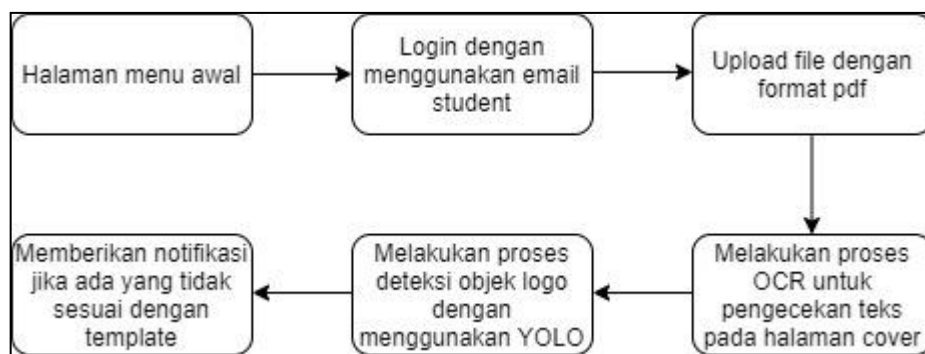 Halaman menu awal
Login dengan
menggunakan email
student
Upload file dengan
format pdf
Melakukan proses
OCR untuk
pengecekan teks
pada halaman cover
Melakukan proses
deteksi objek logo
dengan
menggunakan YOLO
Memberikan notifikasi
jika ada yang tidak
sesuai dengan
template